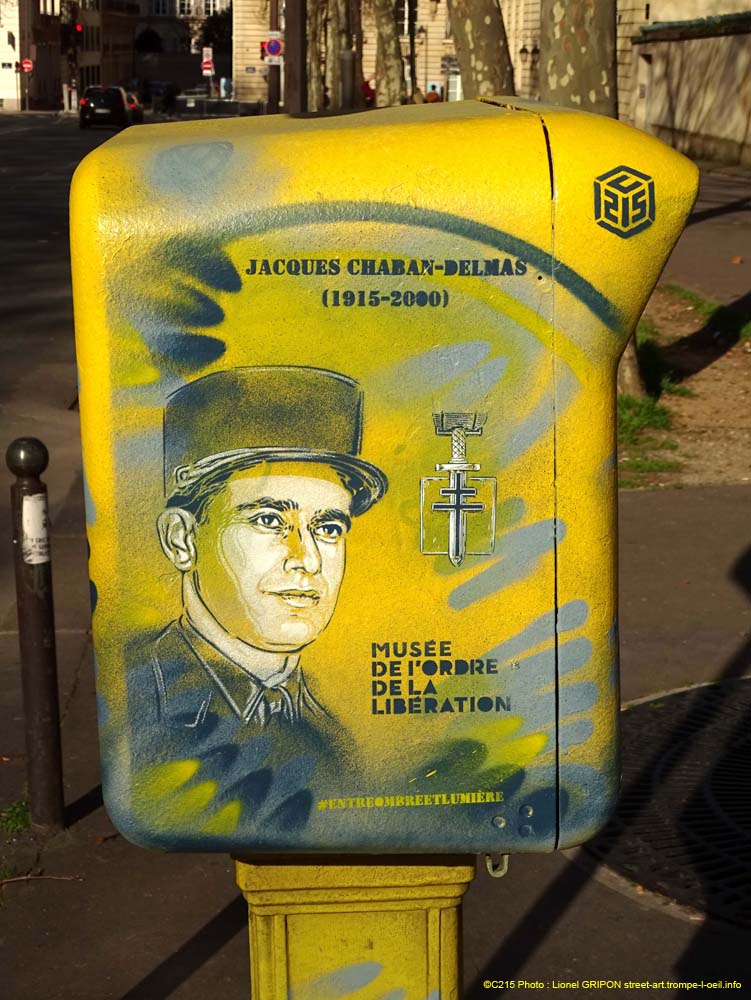 C
215
JACQUES CHABAN-DELMAS
(1915-2000)
MUSÉE
DE l'ORDRE
DE LA
LIBÉRATION
#ENTREOMBREETLUMIÈRE
©C215 Photo : Lionel GRIPON street-art.trompe-l-oeil.info